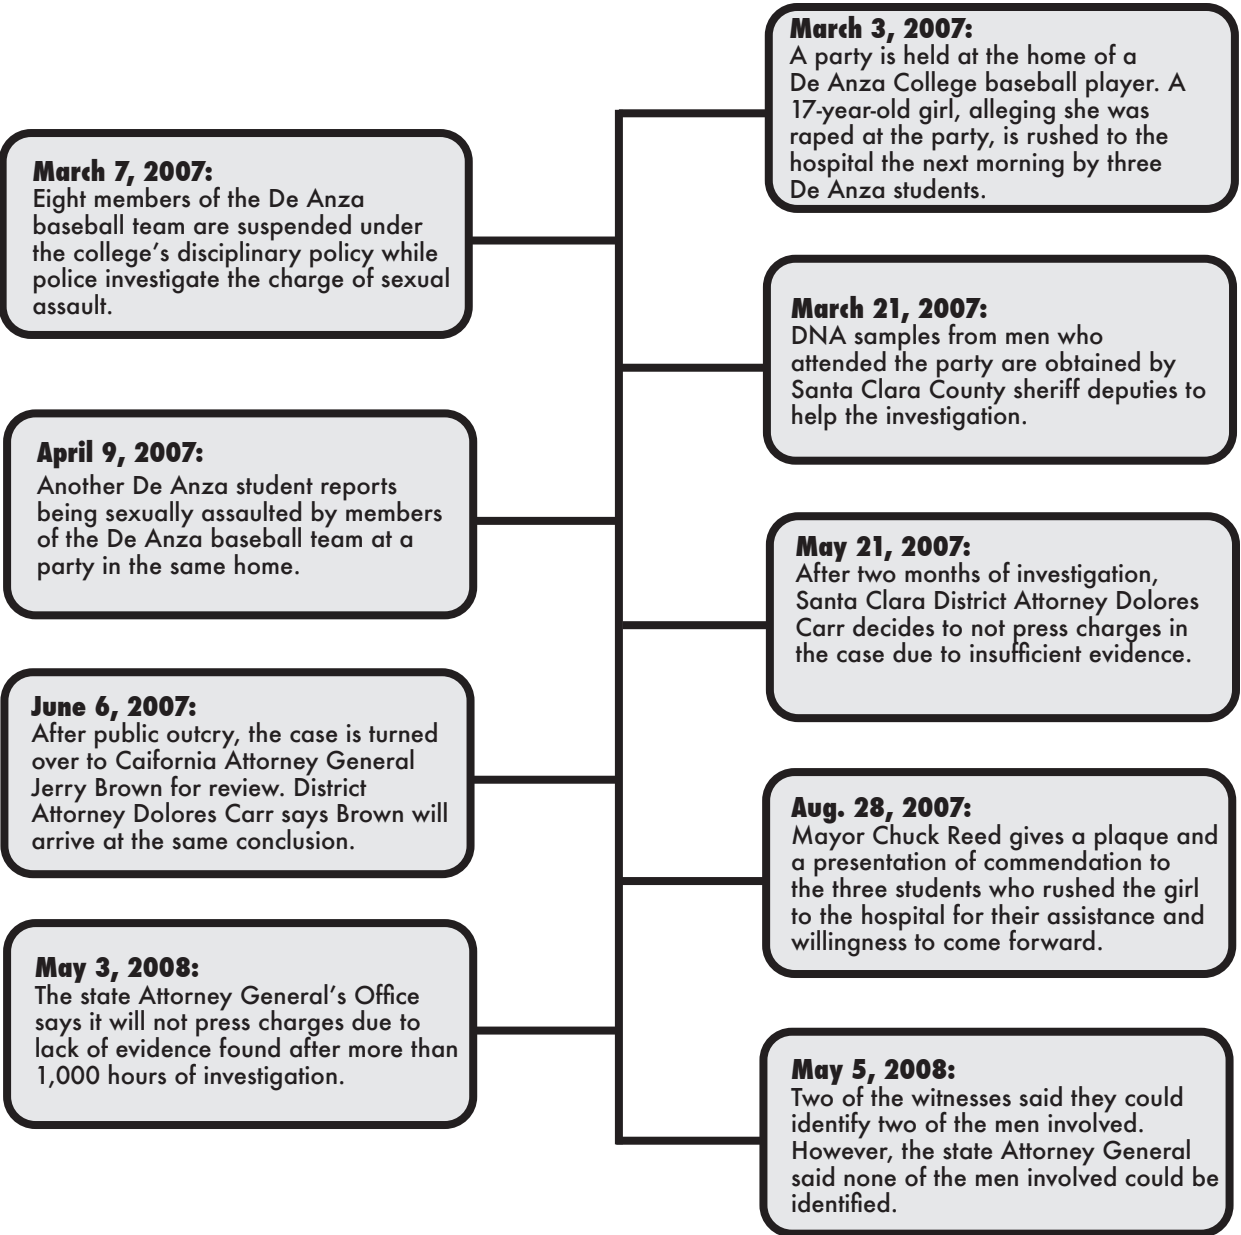 March 3, 2007:
A party is held at the home of a
De Anza College baseball player. A
17-year-old girl, alleging she was
raped at the party, is rushed to the
hospital the next morning by three
De Anza students.
March 7, 2007:
Eight members of the De Anza
baseball team are suspended under
the college's disciplinary policy while
police investigate the charge of sexual
assault.
March 21, 2007:
DNA samples from men who
attended the party are obtained by
Santa Clara County sheriff deputies to
help the investigation.
April 9, 2007:
Another De Anza student reports
being sexually assaulted by members
of the De Anza baseball team at a
party in the same home.
May 21, 2007:
After two months of investigation,
Santa Clara District Attorney Dolores
Carr decides to not press charges in
the case due to insufficient evidence.
June 6, 2007:
After public outcry, the case is turned
over to Caifornia Attorney General
Jerry Brown for review. District
Attorney Dolores Carr says Brown will
arrive at the same conclusion.
Aug. 28, 2007:
Mayor Chuck Reed gives a plaque and
a presentation of commendation to
the three students who rushed the girl
to the hospital for their assistance and
willingness to come forward.
May 3, 2008:
The state Attorney General's Office
says it will not press charges due to
lack of evidence found after more than
1,000 hours of investigation.
May 5, 2008:
Two of the witnesses said they could
identify two of the men involved.
However, the state Attorney General
said none of the men involved could be
identified.